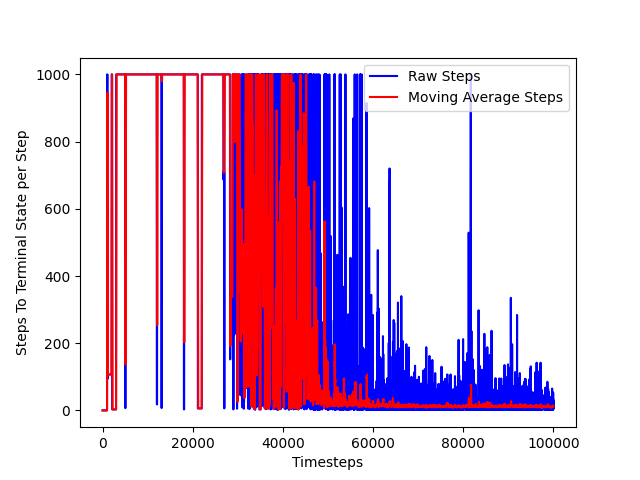 Raw Steps
Moving Average Steps
1000
800
600
400
200
0
Steps To Terminal State per Step
0 20000 40000 60000 80000 100000
Timesteps